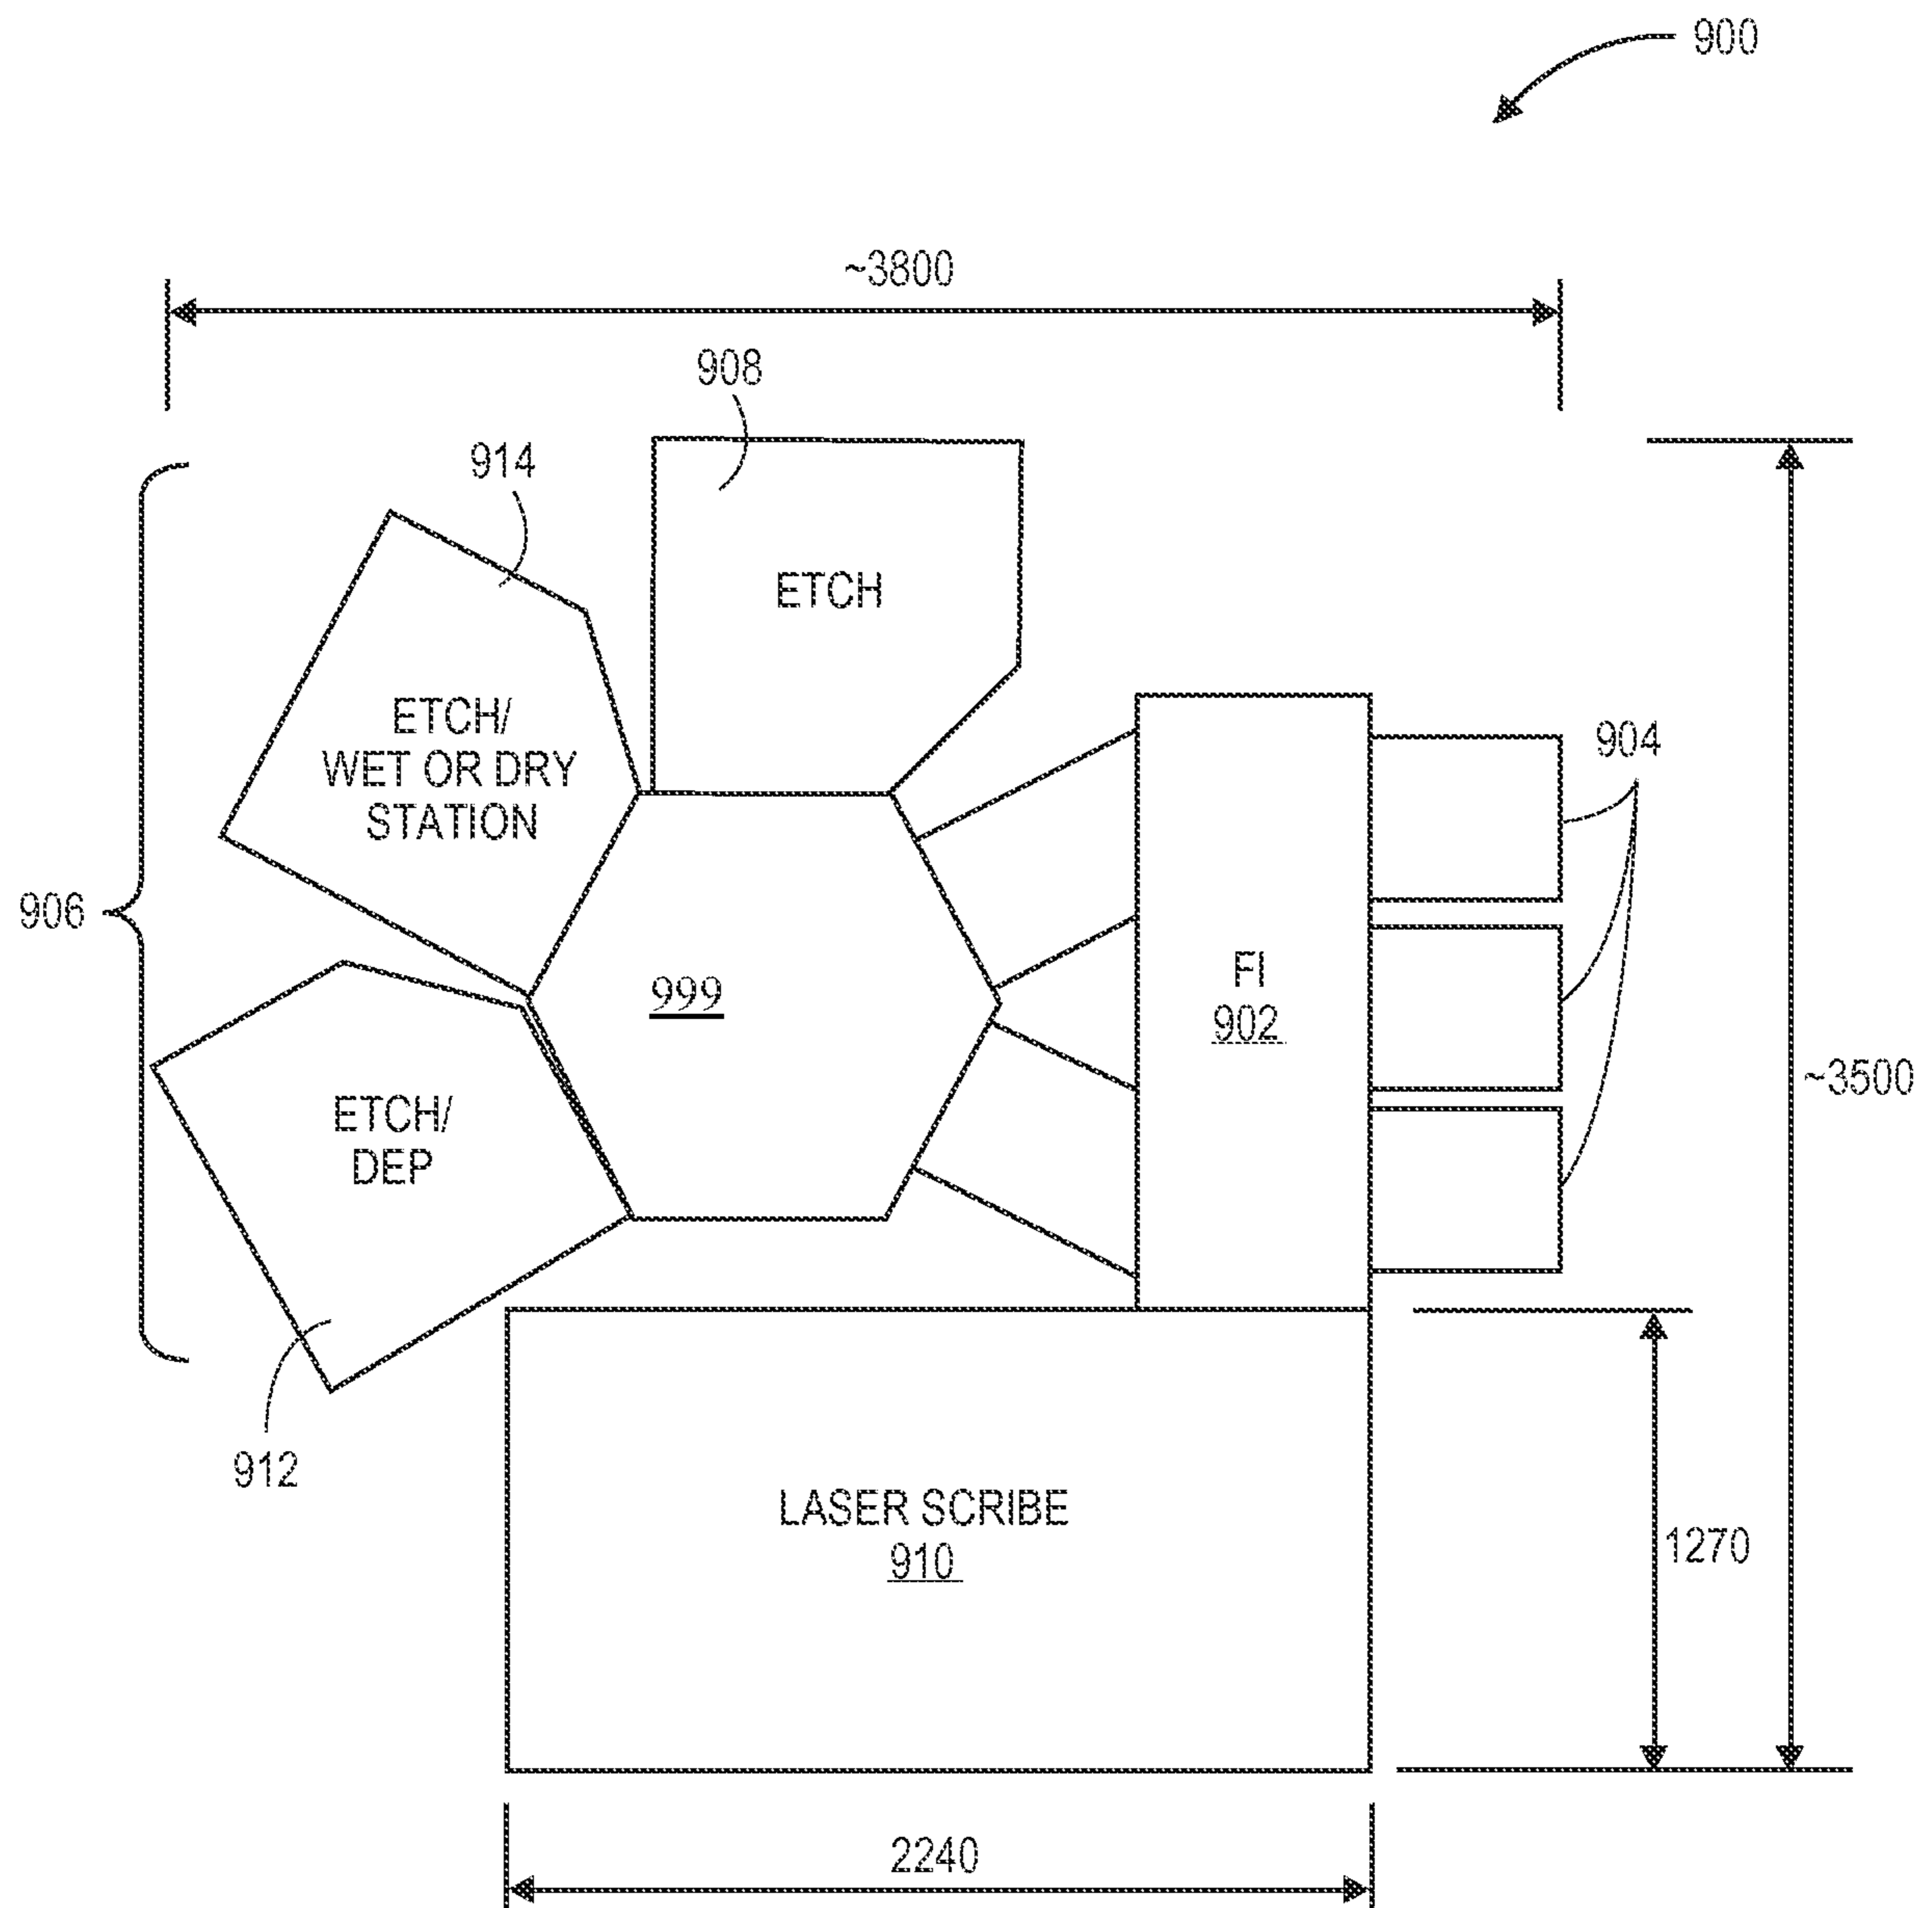 900
~3800
908
914
ETCH
904
ETCH/
WET OR DRY
STATION
906
999
FI
902
~3500
ETCH/
DEP
912
LASER SCRIBE
910
1270
2240